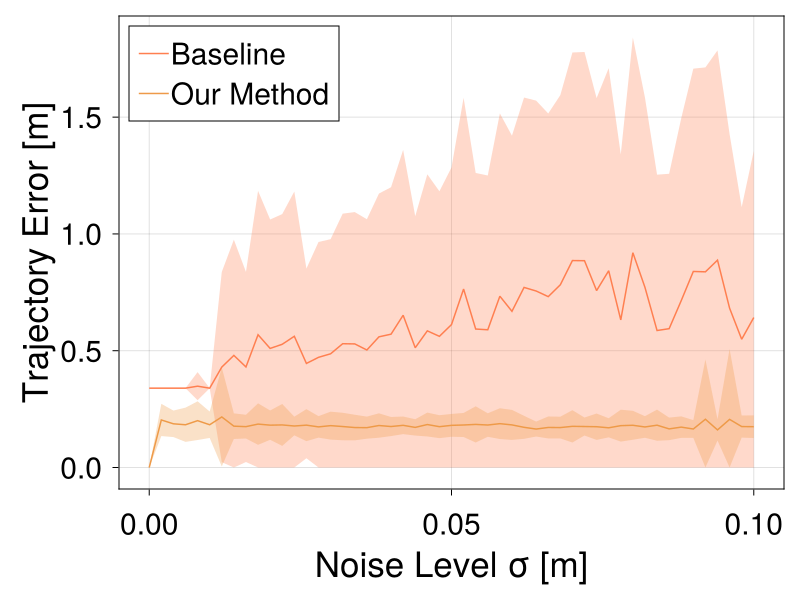 Baseline
Our Method
Trajectory Error [m]
1.5
1.0
0.5
0.0
0.00 0.05 0.10
Noise Level σ [m]